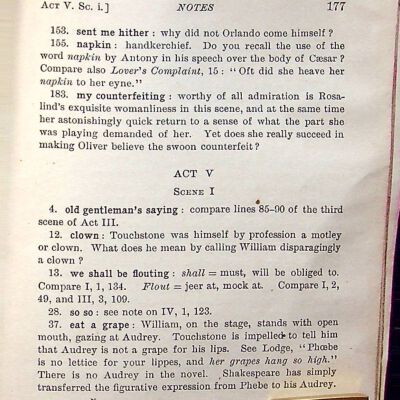 Act V. Sc. i.] NOTES 177
153. sent me hither: why did not Orlando come himself?
155. napkin: handkerchief. Do you recall the use of the
word napkin by Antony in his speech over the body of Cæsar?
Compare also Lover's Complaint, 15: "Oft did she heave her
napkin to her eyne."
183. my counterfeiting: worthy of all admiration is Rosa-
lind's exquisite womanliness in this scene, and at the same time
her astonishingly quick return to a sense of what the part she
was playing demanded of her. Yet does she really succeed in
making Oliver believe the swoon counterfeit?
ACT V
Scene I
4. old gentleman's saying: compare lines 85-90 of the third
scene of Act III.
12. clown: Touchstone was himself by profession a motley
or clown. What does he mean by calling William disparagingly
a clown?
13. we shall be flouting: shall = must, will be obliged to.
Compare I, 1, 134. Flout = jeer at, mock at. Compare I, 2,
49, and III, 3, 109.
28. so so: see note on IV, 1, 123.
37. eat a grape: William, on the stage, stands with open
mouth, gazing at Audrey. Touchstone is impelled to tell him
that Audrey is not a grape for his lips. See Lodge, "Phœbe
is no lettice for your lippes, and her grapes hang so high."
There is no Audrey in the novel. Shakespeare has simply
transferred the figurative expression from Phebe to his Audrey.